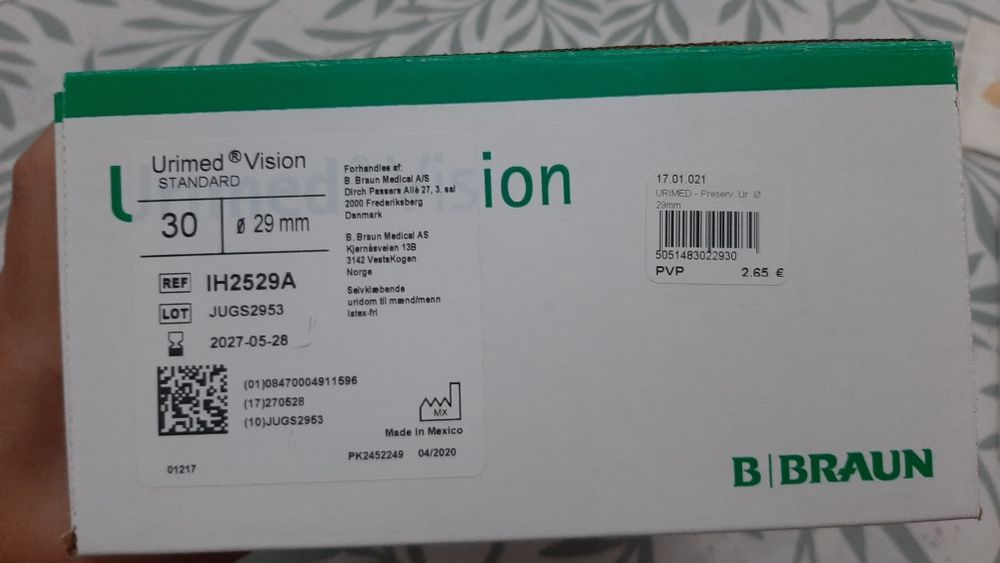 Urimed® Vision
STANDARD
30
ø 29 mm
REF IH2529A
LOT JUGS2953
2027-05-28
(01)08470004911596
(17)270528
(10)JUGS2953
01217
Forhandles af:
B. Braun Medical A/S
Dirch Passers Allè 27, 3. sal
2000 Frederiksberg
Danmark
B. Braun Medical AS
Kjernåsveien 13B
3142 VestsKogen
Norge
Selvklæbende
uridom til mænd/menn
latex-fri
MX
Made in Mexico
PK2452249 04/2020
ion
17.01.021
URIMED - Preserv. Ur Ø
29mm
5051483022930
PVP 2.65 €
B|BRAUN